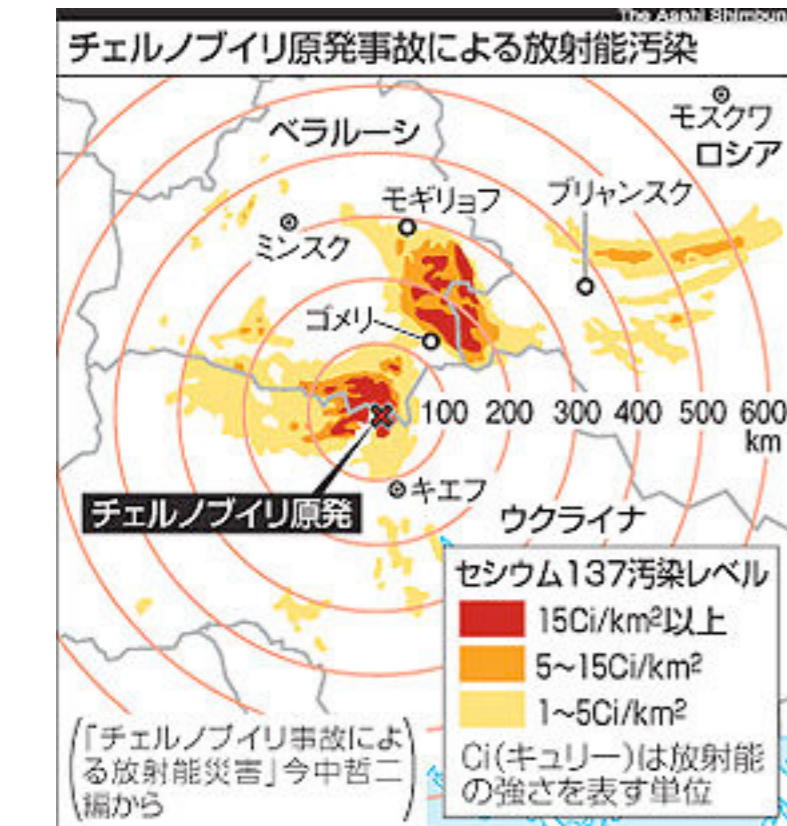 The Asahi Shimbun
チェルノブイリ原発事故による放射能汚染
モスクワ
ロシア
ベラルーシ
モギリョフ
ブリャンスク
ミンスク
ゴメリ
100 200 300 400 500 600
km
キエフ
チェルノブイリ原発
ウクライナ
セシウム137汚染レベル
15Ci/km²以上
5~15Ci/km²
1~5Ci/km²
Ci(キュリー)は放射能
の強さを表す単位
(「チェルノブイリ事故によ
る放射能災害」今中哲二
編から)